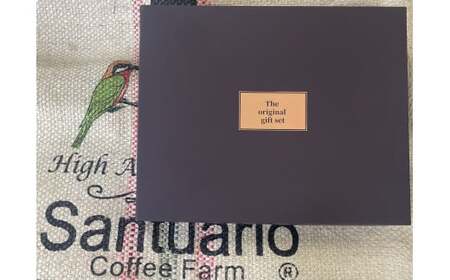 The
original
gift set
High A
Santuario
Coffee Farm ®